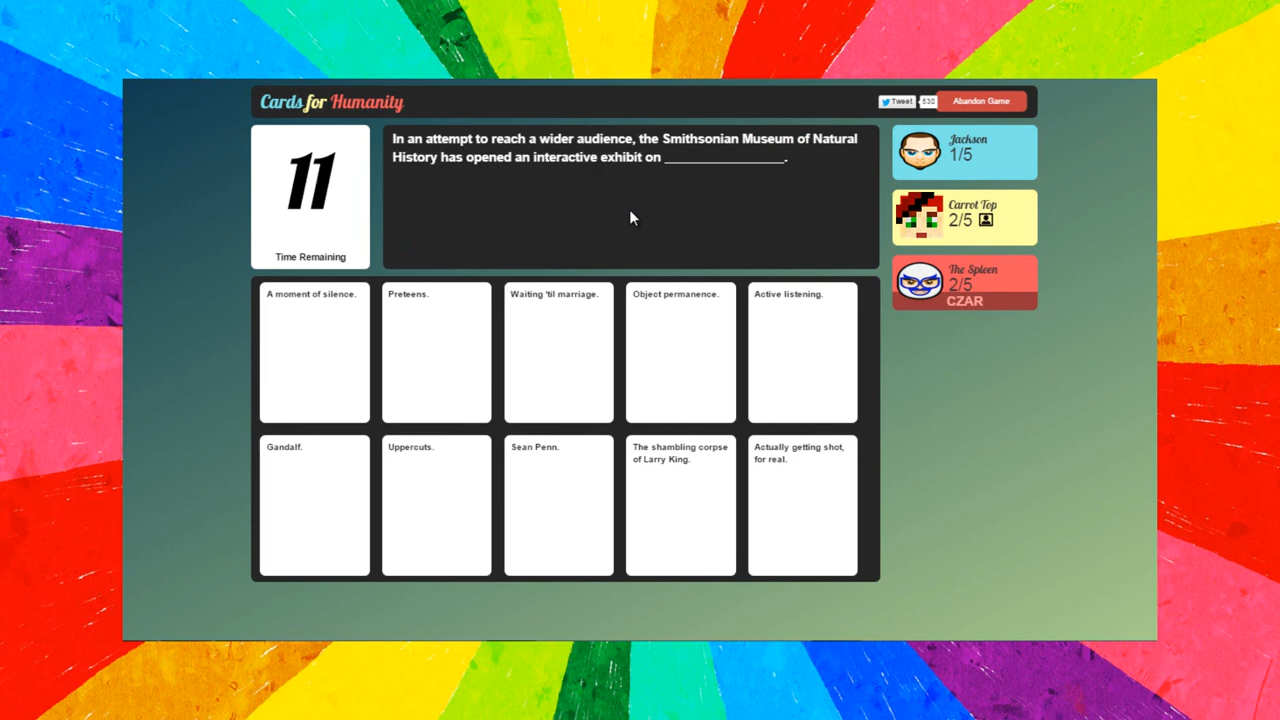 Cards for Humanity
Tweet
530
Abandon Game
11
Time Remaining
In an attempt to reach a wider audience, the Smithsonian Museum of Natural
History has opened an interactive exhibit on ________________.
Jackson
1/5
Carrot Top
2/5
The Spleen
2/5
CZAR
A moment of silence.
Preteens.
Waiting 'til marriage.
Object permanence.
Active listening.
Gandalf.
Uppercuts.
Sean Penn.
The shambling corpse
of Larry King.
Actually getting shot,
for real.